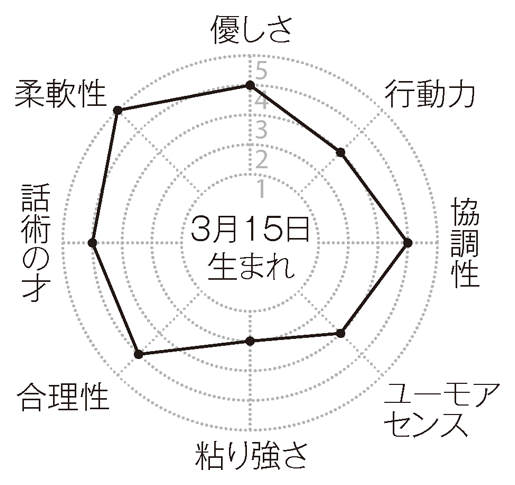 優しさ
行動力
協調性
ユーモア
センス
粘り強さ
合理性
話術の才
柔軟性
5
4
3
2
1
3月15日
生まれ